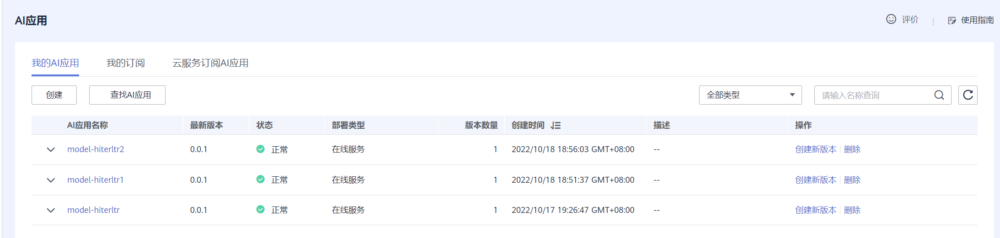 AI应用
评价 | 使用指南
我的AI应用 我的订阅 云服务订阅AI应用
创建 查找AI应用 全部类型 请输入名称查询
AI应用名称 最新版本 状态 部署类型 版本数量 创建时间 描述 操作
model-hiterltr2 0.0.1 正常 在线服务 1 2022/10/18 18:56:03 GMT+08:00 -- 创建新版本 | 删除
model-hiterltr1 0.0.1 正常 在线服务 1 2022/10/18 18:51:37 GMT+08:00 -- 创建新版本 | 删除
model-hiterltr 0.0.1 正常 在线服务 1 2022/10/17 19:26:47 GMT+08:00 -- 创建新版本 | 删除